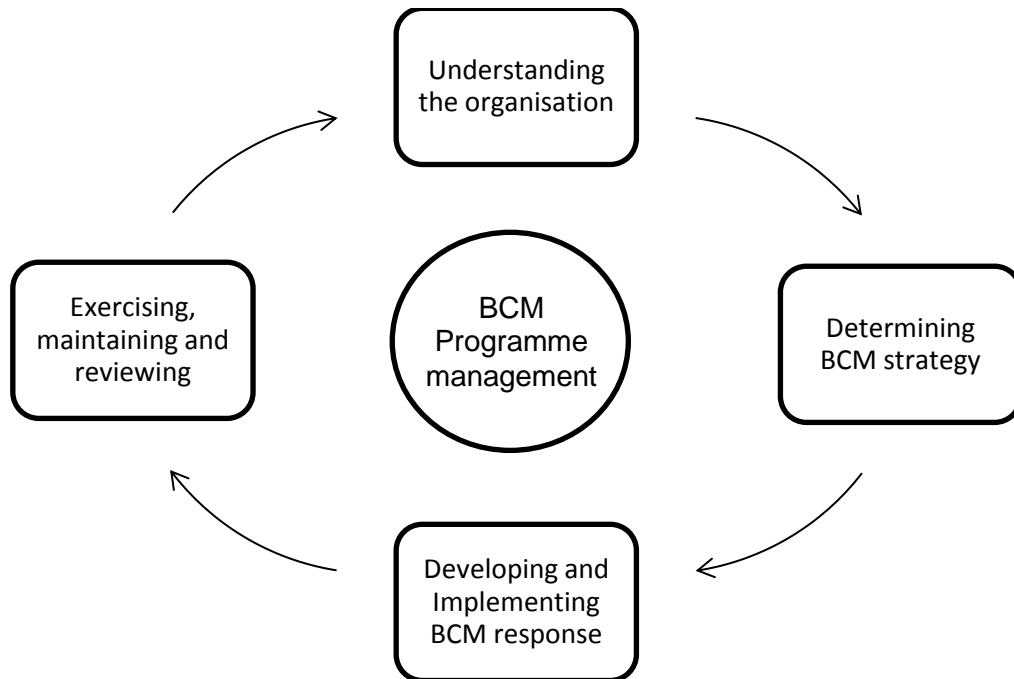 Understanding
the organisation
Exercising,
maintaining and
reviewing
BCM
Programme
management
Determining
BCM strategy
Developing and
Implementing
BCM response